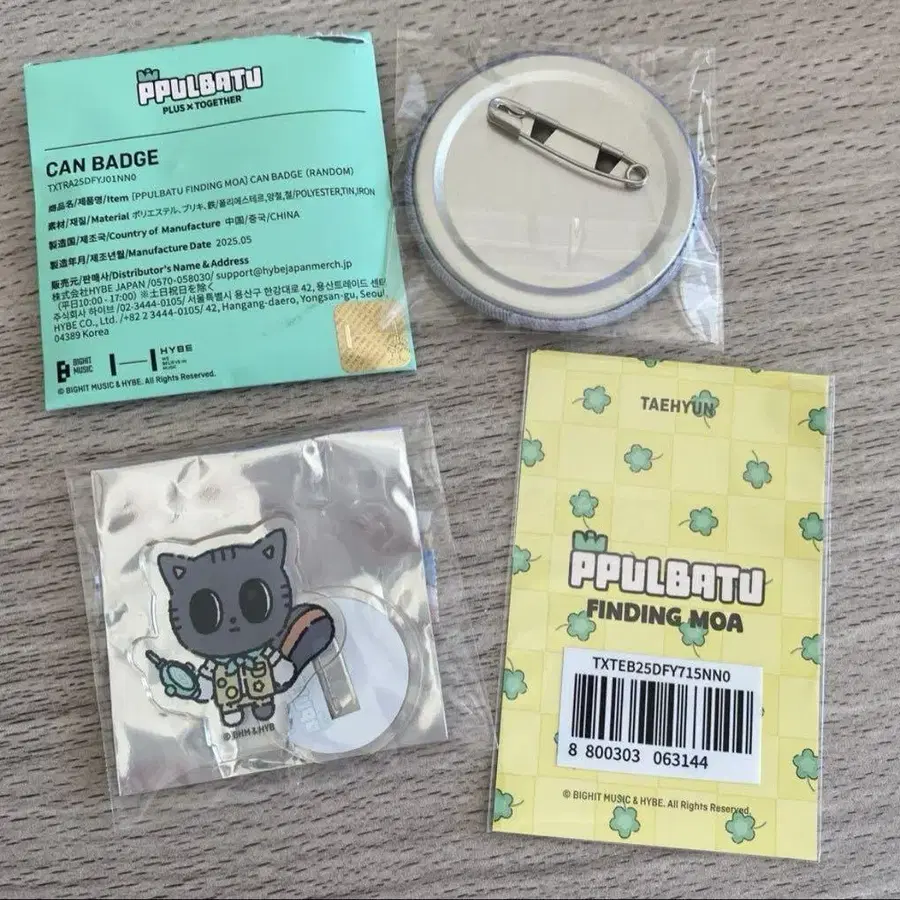 PPULBATU
PLUS X TOGETHER
CAN BADGE
TXTRA25DFYJ01NN0
商品名/제품명/Item [PPULBATU FINDING MOA] CAN BADGE (RANDOM)
素材/재질/Material ポリエステル、ブリキ、鉄/폴리에스테르, 양철, 철/POLYESTER,TIN,IRON
製造国/제조국/Country of Manufacture 中国/중국/CHINA
製造年月/제조년월/Manufacture Date 2025.05
販売元/판매사/Distributor's Name & Address
株式会社HYBE JAPAN /0570-058030/ support@hybejapanmerch.jp
(平日10:00 - 17:00) ※土日祝日を除く
주식회사 하이브 /02-3444-0105/ 서울특별시 용산구 한강대로 42, 용산트레이드 센터
HYBE CO., Ltd. /+82 2 3444-0105/ 42, Hangang-daero, Yongsan-gu, Seoul
04389 Korea
BIGHIT
MUSIC
HYBE
WE
BELIEVE IN
MUSIC
© BIGHIT MUSIC & HYBE. All Rights Reserved.
TAEHYUN
PPULBATU
FINDING MOA
TXTEB25DFY715NN0
8 800303 063144
© BIGHIT MUSIC & HYBE. All Rights Reserved.
© BHM & HYB